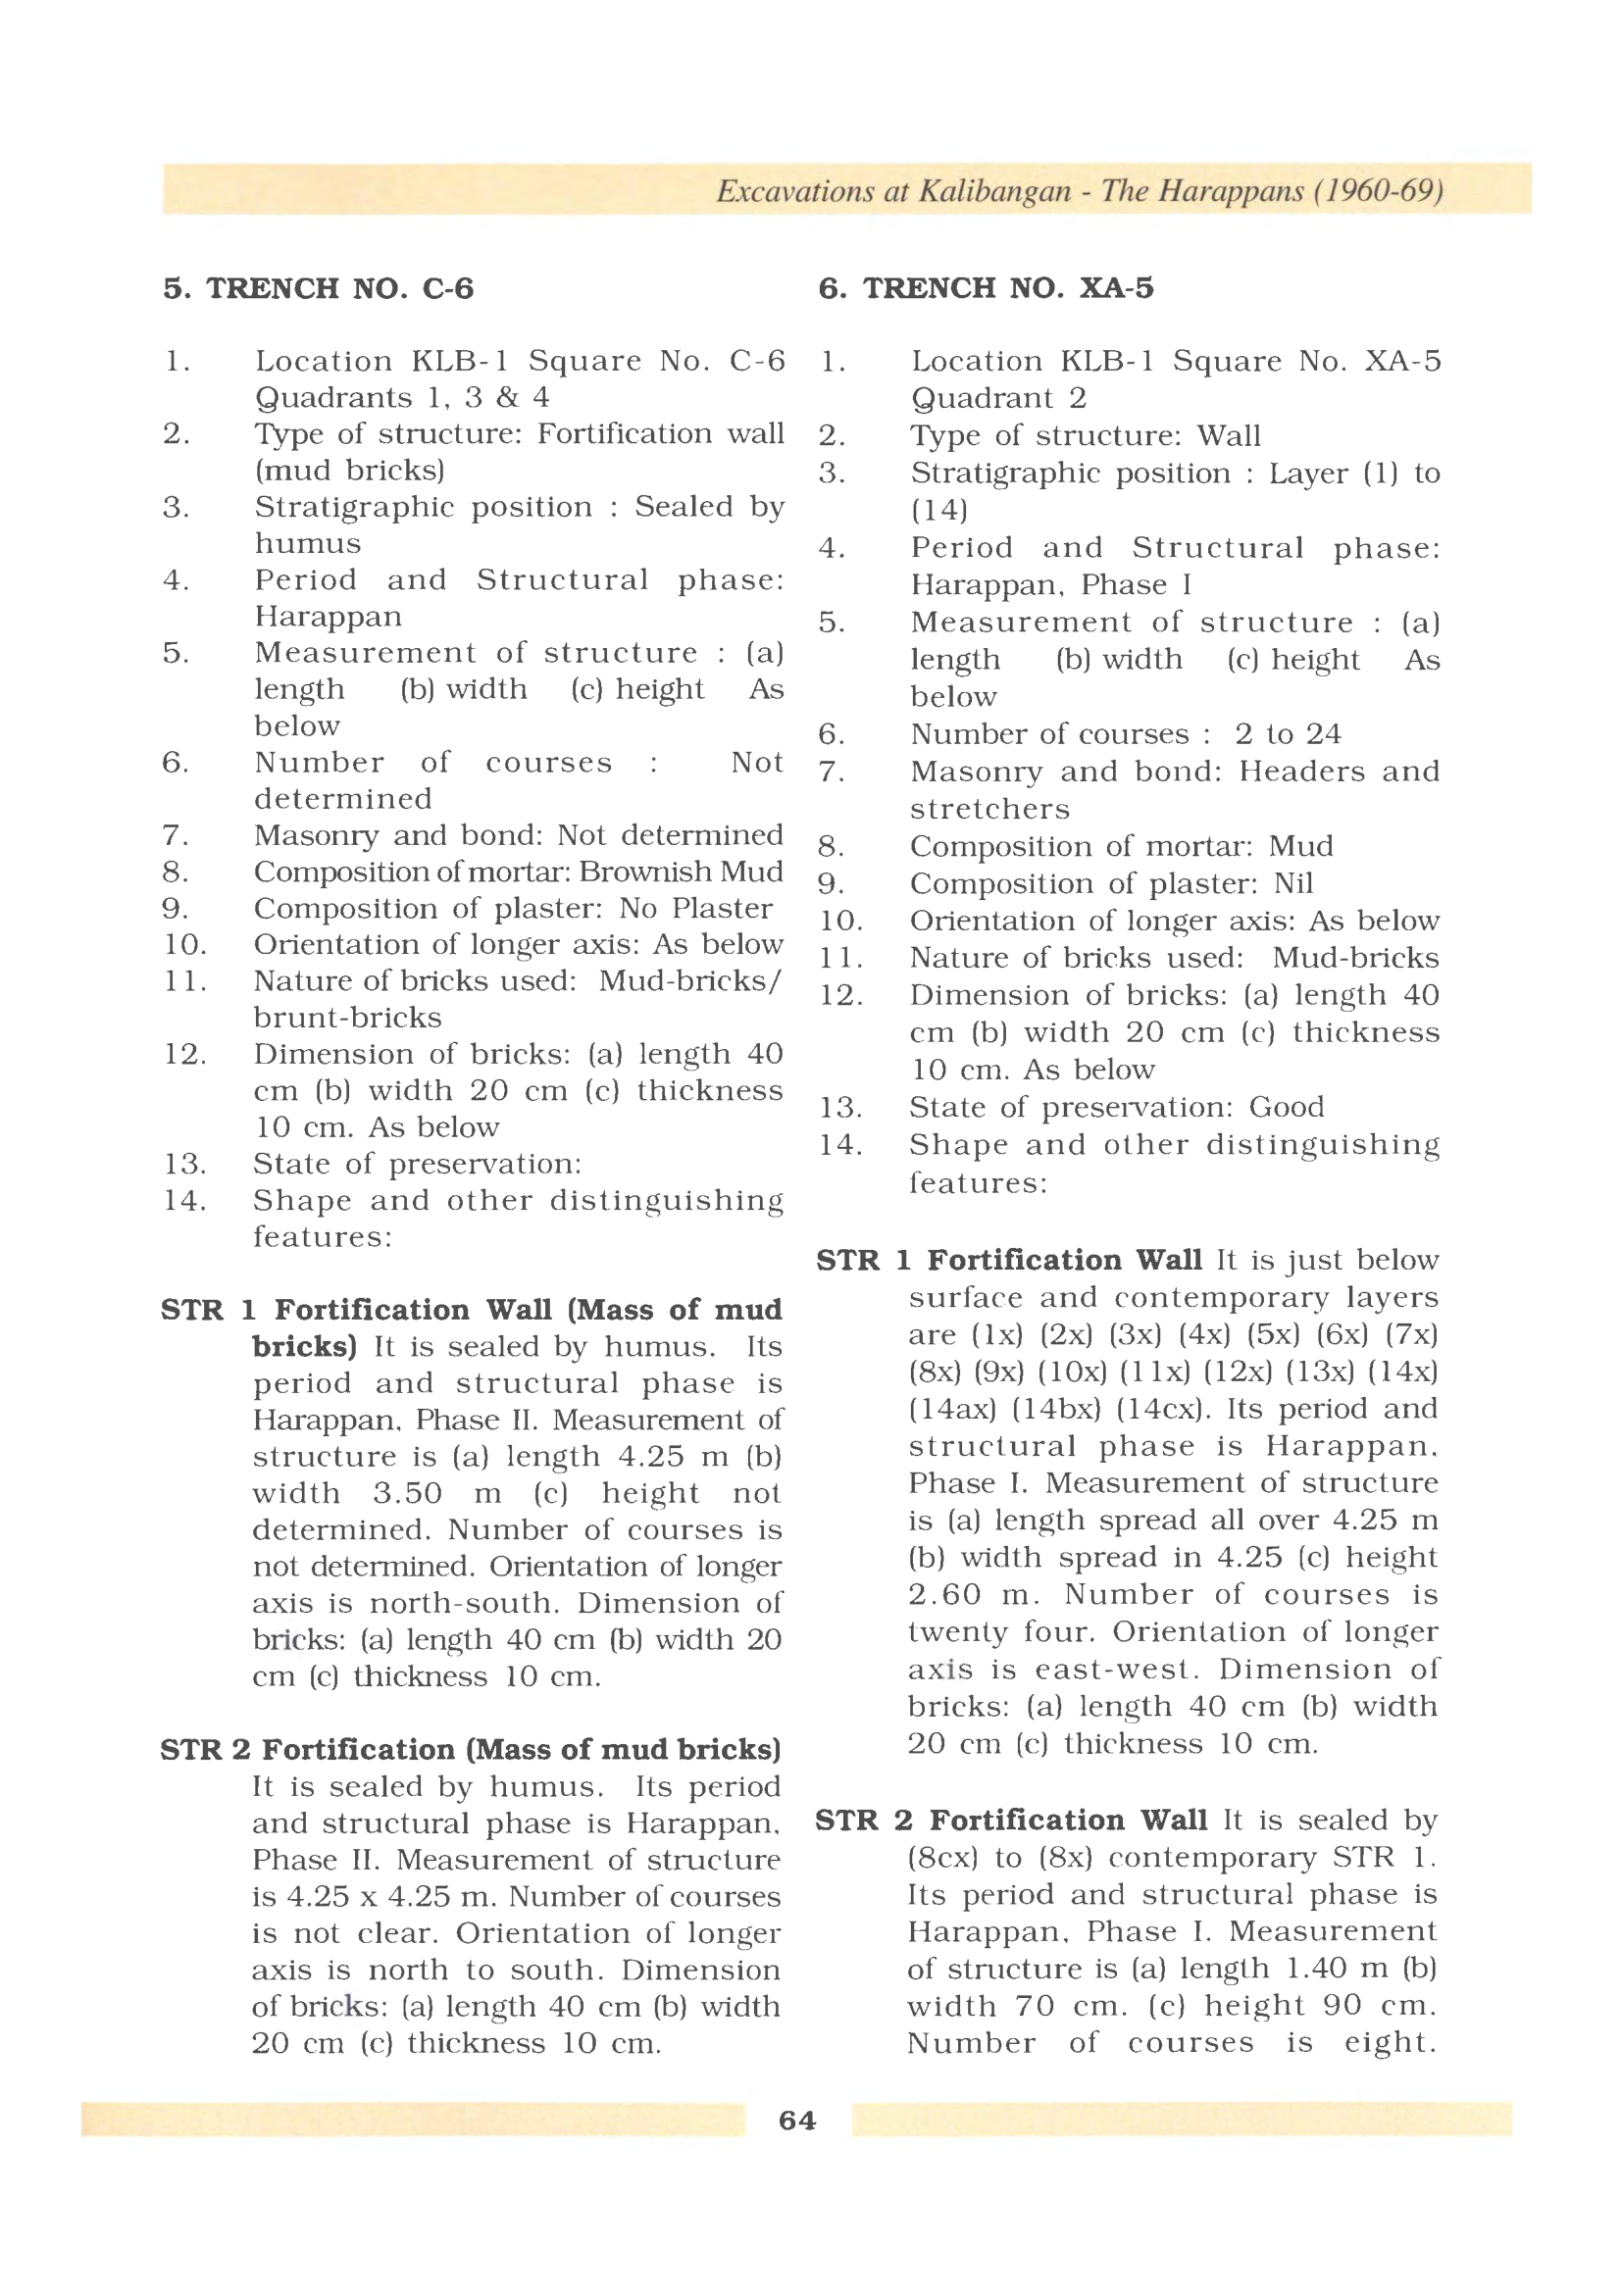 Excavations at Kalibangan - The Harappans (1960-69)
5. TRENCH NO. C-6
1. Location KLB-1 Square No. C-6
Quadrants 1, 3 & 4
2. Type of structure: Fortification wall
(mud bricks)
3. Stratigraphic position : Sealed by
humus
4. Period and Structural phase:
Harappan
5. Measurement of structure : (a)
length (b) width (c) height As
below
6. Number of courses : Not
determined
7. Masonry and bond: Not determined
8. Composition of mortar: Brownish Mud
9. Composition of plaster: No Plaster
10. Orientation of longer axis: As below
11. Nature of bricks used: Mud-bricks/
brunt-bricks
12. Dimension of bricks: (a) length 40
cm (b) width 20 cm (c) thickness
10 cm. As below
13. State of preservation:
14. Shape and other distinguishing
features:
STR 1 Fortification Wall (Mass of mud
bricks) It is sealed by humus. Its
period and structural phase is
Harappan, Phase II. Measurement of
structure is (a) length 4.25 m (b)
width 3.50 m (c) height not
determined. Number of courses is
not determined. Orientation of longer
axis is north-south. Dimension of
bricks: (a) length 40 cm (b) width 20
cm (c) thickness 10 cm.
STR 2 Fortification (Mass of mud bricks)
It is sealed by humus. Its period
and structural phase is Harappan,
Phase II. Measurement of structure
is 4.25 x 4.25 m. Number of courses
is not clear. Orientation of longer
axis is north to south. Dimension
of bricks: (a) length 40 cm (b) width
20 cm (c) thickness 10 cm.
6. TRENCH NO. XA-5
1. Location KLB-1 Square No. XA-5
Quadrant 2
2. Type of structure: Wall
3. Stratigraphic position : Layer (1) to
(14)
4. Period and Structural phase:
Harappan, Phase I
5. Measurement of structure : (a)
length (b) width (c) height As
below
6. Number of courses : 2 to 24
7. Masonry and bond: Headers and
stretchers
8. Composition of mortar: Mud
9. Composition of plaster: Nil
10. Orientation of longer axis: As below
11. Nature of bricks used: Mud-bricks
12. Dimension of bricks: (a) length 40
cm (b) width 20 cm (c) thickness
10 cm. As below
13. State of preservation: Good
14. Shape and other distinguishing
features:
STR 1 Fortification Wall It is just below
surface and contemporary layers
are (1x) (2x) (3x) (4x) (5x) (6x) (7x)
(8x) (9x) (10x) (11x) (12x) (13x) (14x)
(14ax) (14bx) (14cx). Its period and
structural phase is Harappan,
Phase I. Measurement of structure
is (a) length spread all over 4.25 m
(b) width spread in 4.25 (c) height
2.60 m. Number of courses is
twenty four. Orientation of longer
axis is east-west. Dimension of
bricks: (a) length 40 cm (b) width
20 cm (c) thickness 10 cm.
STR 2 Fortification Wall It is sealed by
(8cx) to (8x) contemporary STR 1.
Its period and structural phase is
Harappan, Phase I. Measurement
of structure is (a) length 1.40 m (b)
width 70 cm. (c) height 90 cm.
Number of courses is eight.
64